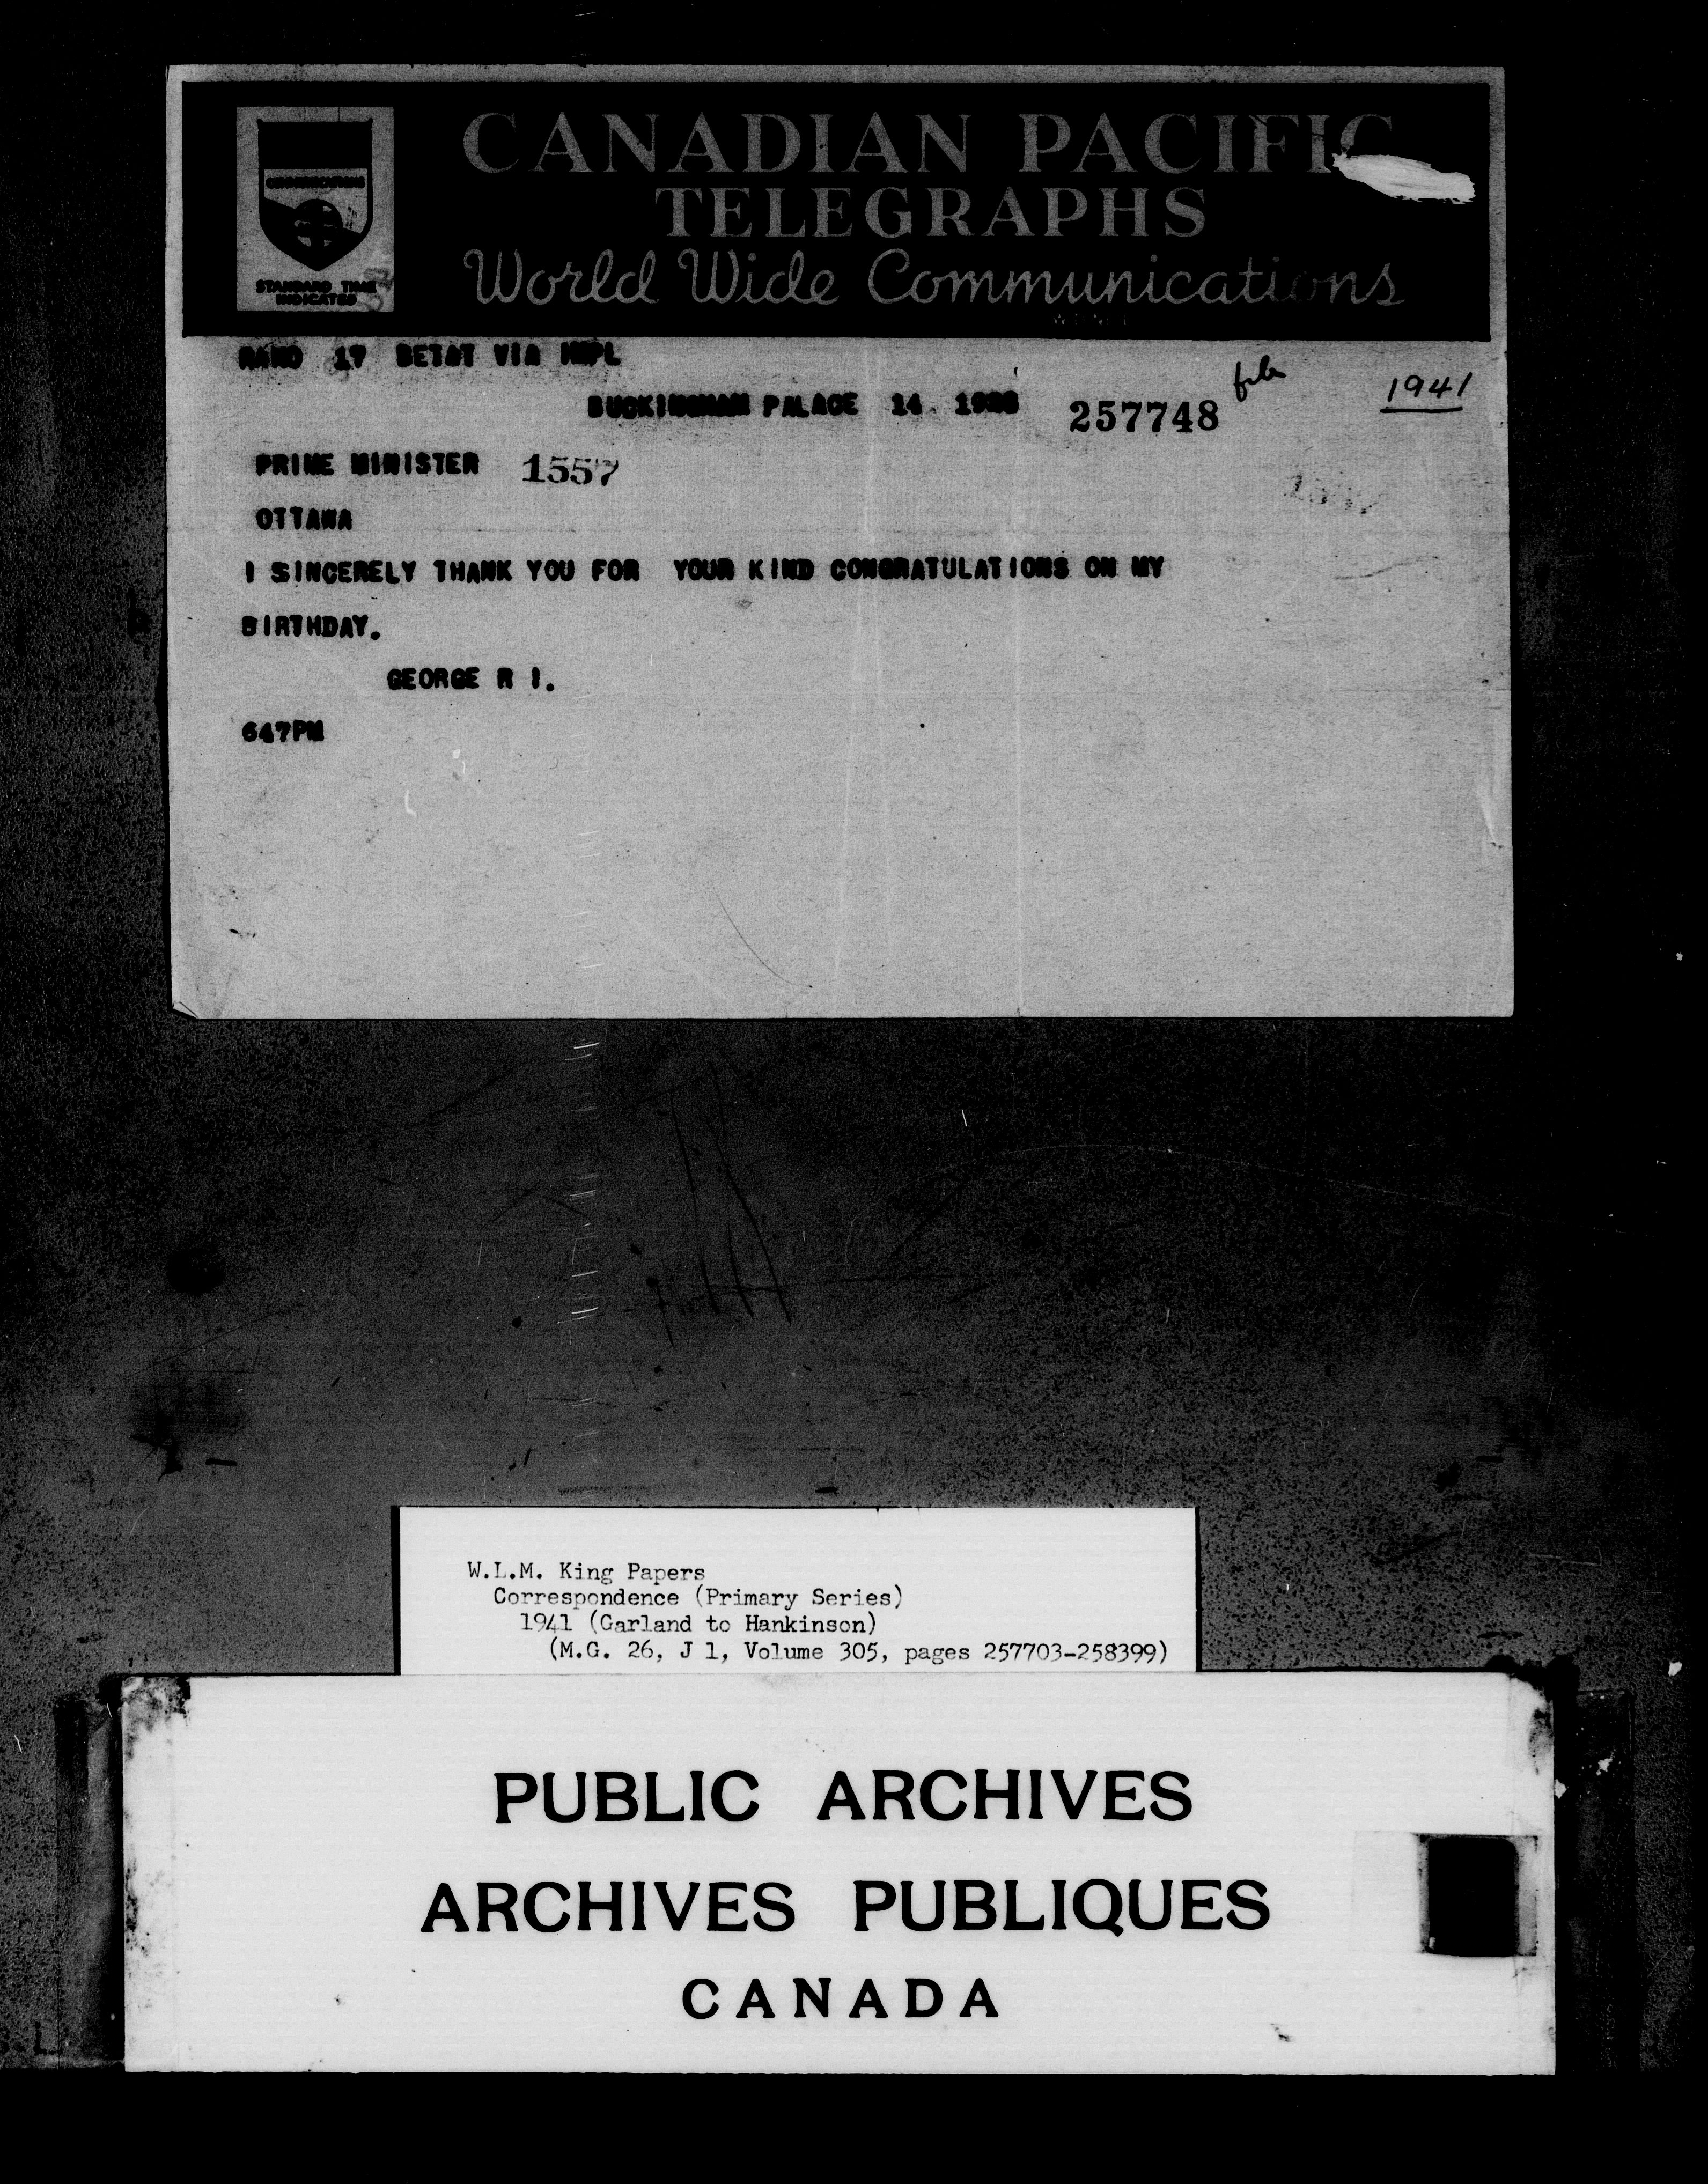 CANADIAN PACIFIC
TELEGRAPHS
World Wide Communications
STANDARD TIME
INDICATED
17 VIA IMPL
BUCKINGHAM PALACE 14
file
1941
257748
PRIME MINISTER 1557
OTTAWA
I SINCERELY THANK YOU FOR YOUR KIND CONGRATULATIONS ON MY
BIRTHDAY.
GEORGE R I.
647PM
W.L.M. King Papers
Correspondence (Primary Series)
1941 (Garland to Hankinson)
(M.G. 26, J 1, Volume 305, pages 257703-258399)
PUBLIC ARCHIVES
ARCHIVES PUBLIQUES
CANADA